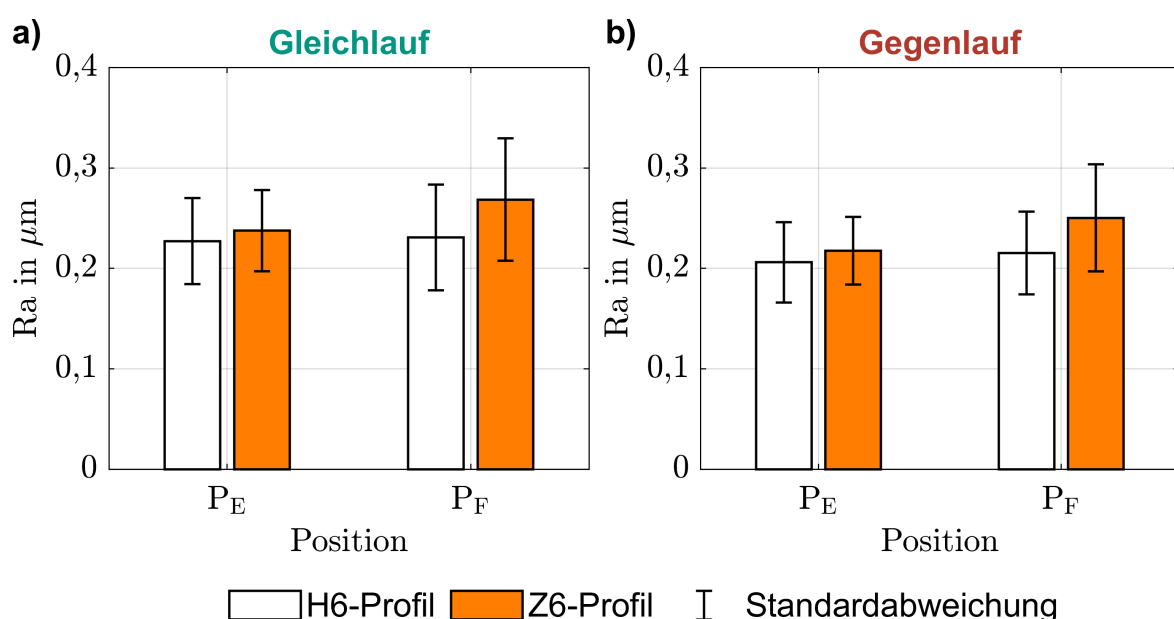 a)
Gleichlauf
0,4
0,3
0,2
0,1
0
Ra in μm
P_E
P_F
Position
b)
Gegenlauf
0,4
0,3
0,2
0,1
0
Ra in μm
P_E
P_F
Position
H6-Profil
Z6-Profil
Standardabweichung